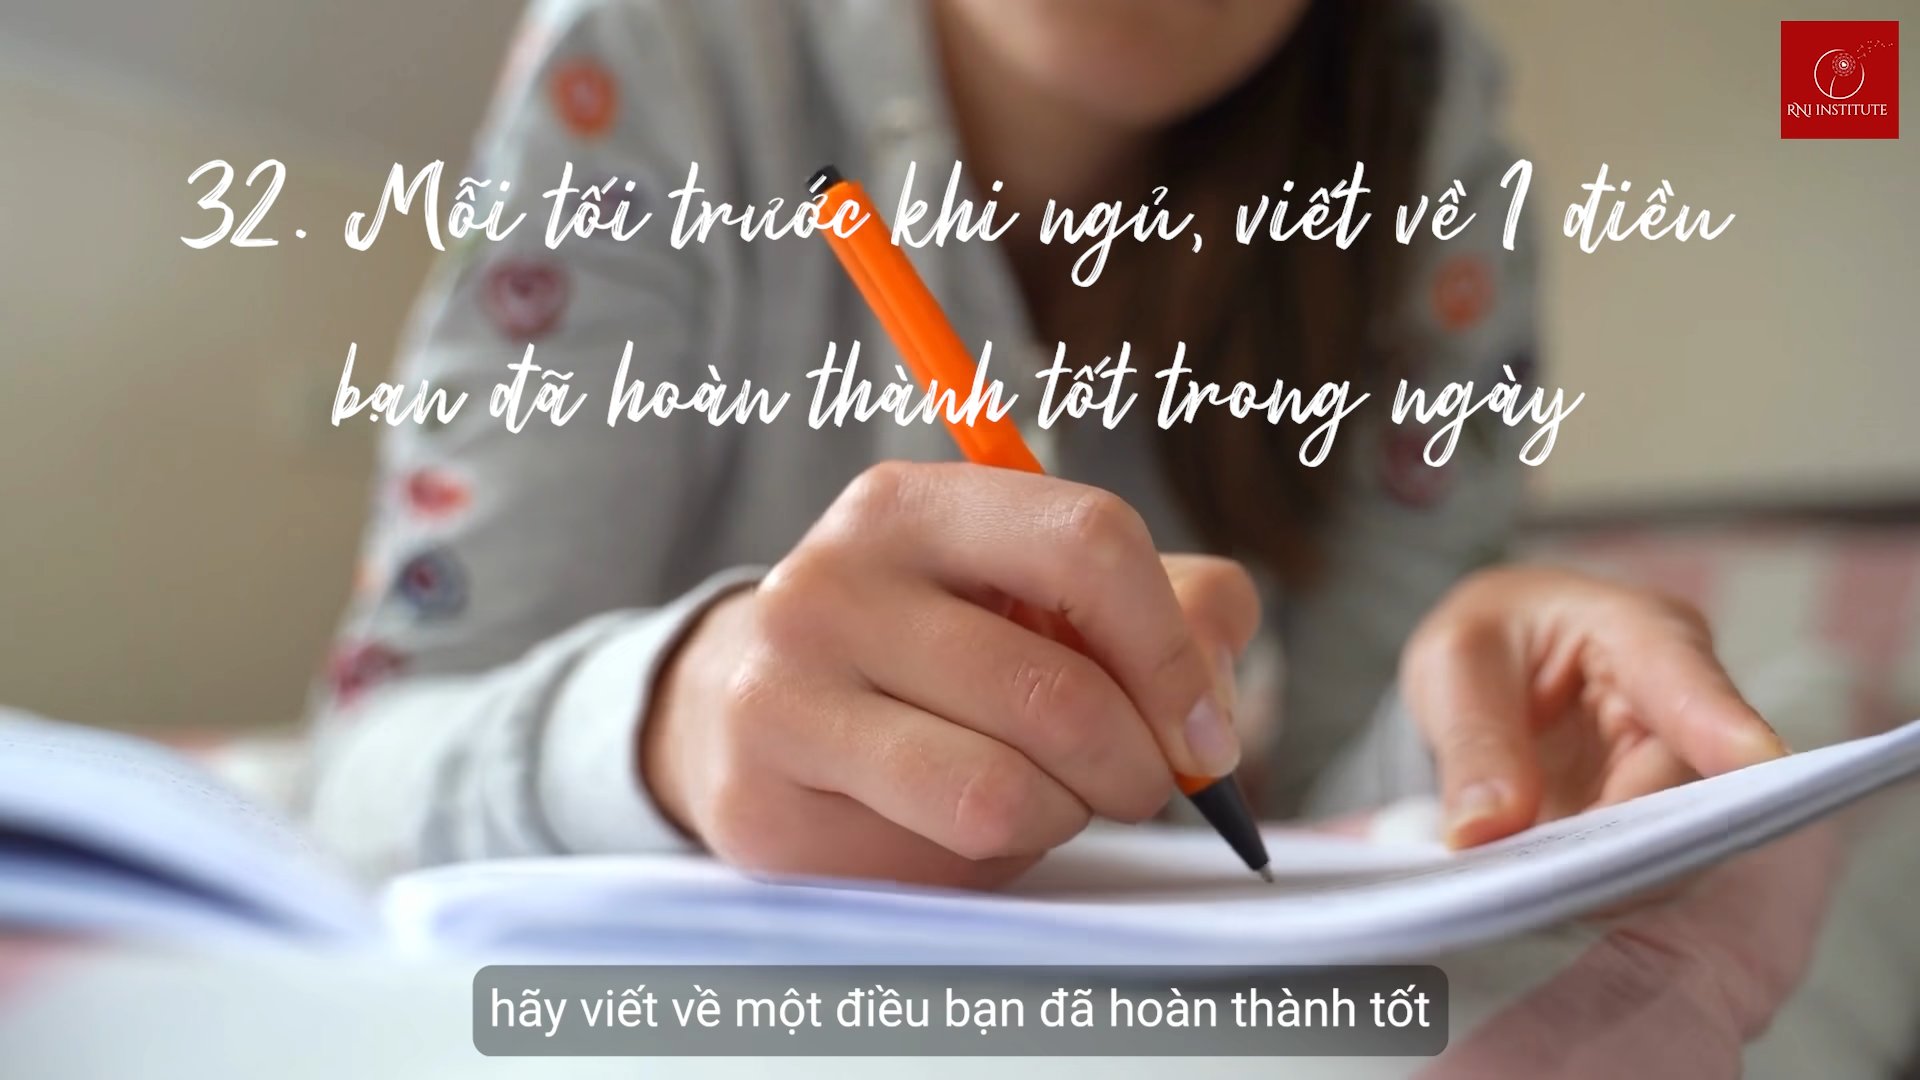 RNI INSTITUTE
32. Mỗi tối trước khi ngủ, viết về 1 điều
bạn đã hoàn thành tốt trong ngày
hãy viết về một điều bạn đã hoàn thành tốt